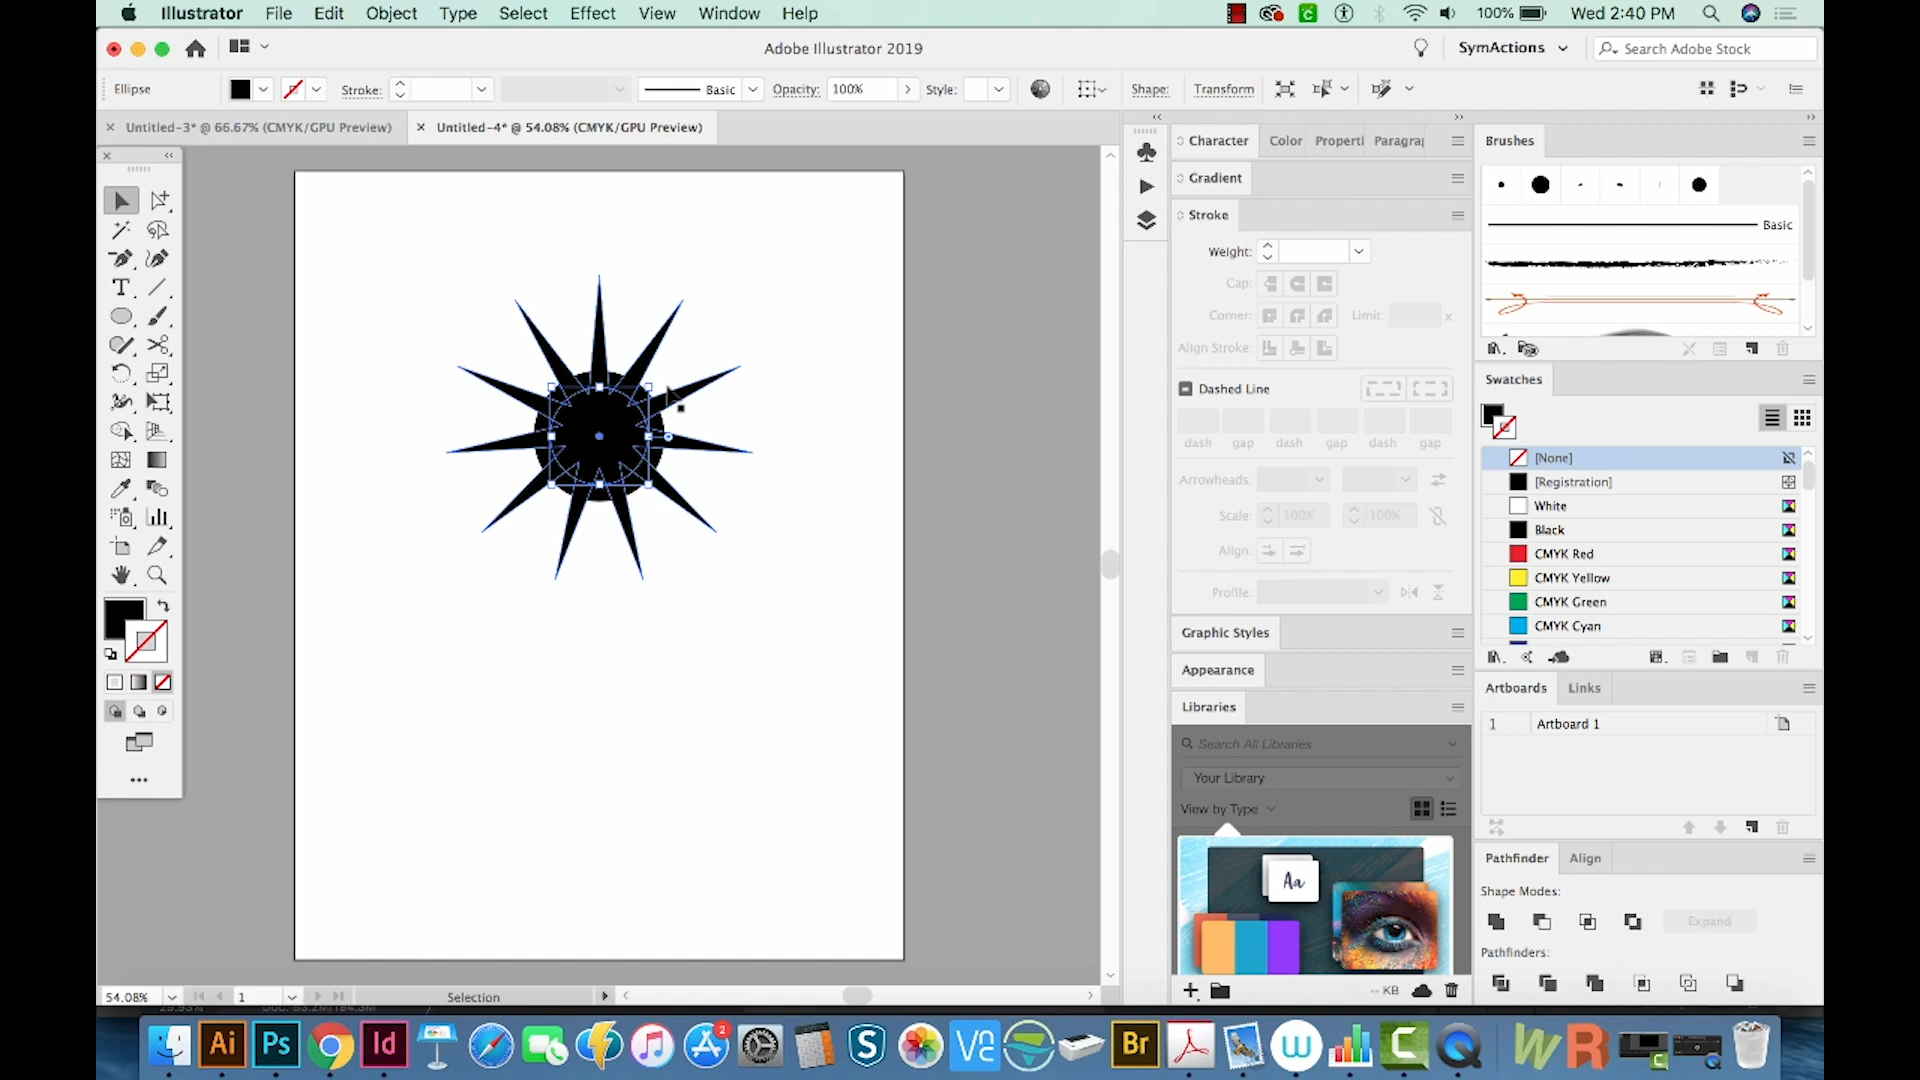 Illustrator File Edit Object Type Select Effect View Window Help 100% Wed 2:40 PM
Adobe Illustrator 2019 SymActions Search Adobe Stock
Ellipse Stroke: Basic Opacity: 100% Style: Shape: Transform
Untitled-3* @ 66.67% (CMYK/GPU Preview) Untitled-4* @ 54.08% (CMYK/GPU Preview)
Character Color Properti Paragra
Gradient
Stroke
Weight:
Cap:
Corner: Limit: x
Align Stroke:
Dashed Line
dash gap dash gap dash gap
Arrowheads:
Scale: 100% 100%
Align:
Profile:
Graphic Styles
Appearance
Libraries
Search All Libraries
Your Library
View by Type
Aa
-- KB
Brushes
Basic
Swatches
[None]
[Registration]
White
Black
CMYK Red
CMYK Yellow
CMYK Green
CMYK Cyan
Artboards Links
1 Artboard 1
Pathfinder Align
Shape Modes:
Expand
Pathfinders:
54.08% 1 Selection
Ai Ps Id 2 S VE Br W C W R